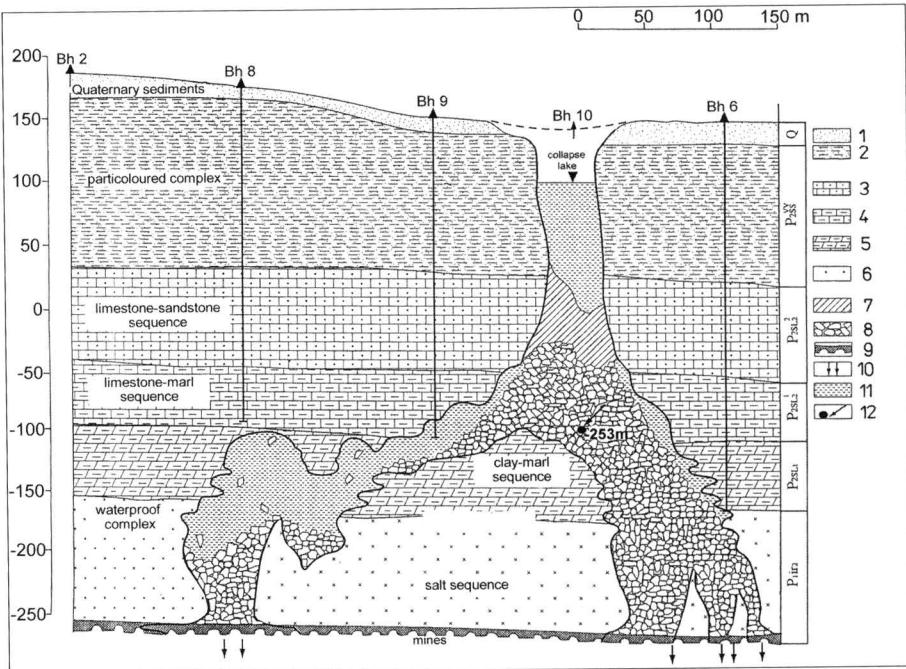 0 50 100 150 m
200
150
100
50
0
-50
-100
-150
-200
-250
Bh 2
Bh 8
Bh 9
Bh 10
Bh 6
Quaternary sediments
particoloured complex
collapse
lake
limestone-sandstone
sequence
limestone-marl
sequence
253m
clay-marl
sequence
waterproof
complex
salt sequence
mines
Q
1
2
3
4
5
6
7
8
9
10
11
12